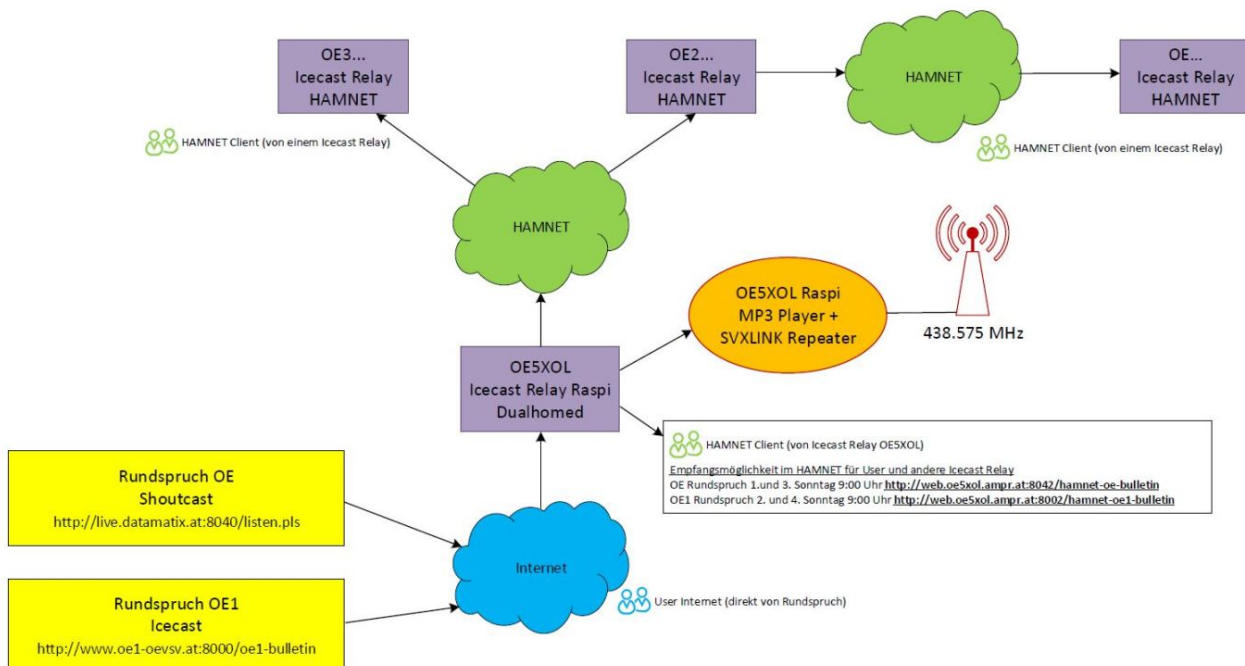 OE3...
Icecast Relay
HAMNET
OE2...
Icecast Relay
HAMNET
HAMNET
OE...
Icecast Relay
HAMNET
HAMNET Client (von einem Icecast Relay)
HAMNET Client (von einem Icecast Relay)
HAMNET
OE5XOL Raspi
MP3 Player +
SVXLINK Repeater
438.575 MHz
OE5XOL
Icecast Relay Raspi
Dualhomed
HAMNET Client (von Icecast Relay OE5XOL)
Empfangsmöglichkeit im HAMNET für User und andere Icecast Relay
OE Rundspruch 1.und 3. Sonntag 9:00 Uhr http://web.oe5xol.ampr.at:8042/hamnet-oe-bulletin
OE1 Rundspruch 2. und 4. Sonntag 9:00 Uhr http://web.oe5xol.ampr.at:8002/hamnet-oe1-bulletin
Rundspruch OE
Shoutcast
http://live.datamatix.at:8040/listen.pls
Internet
Rundspruch OE1
Icecast
http://www.oe1-oevsv.at:8000/oe1-bulletin
User Internet (direkt von Rundspruch)